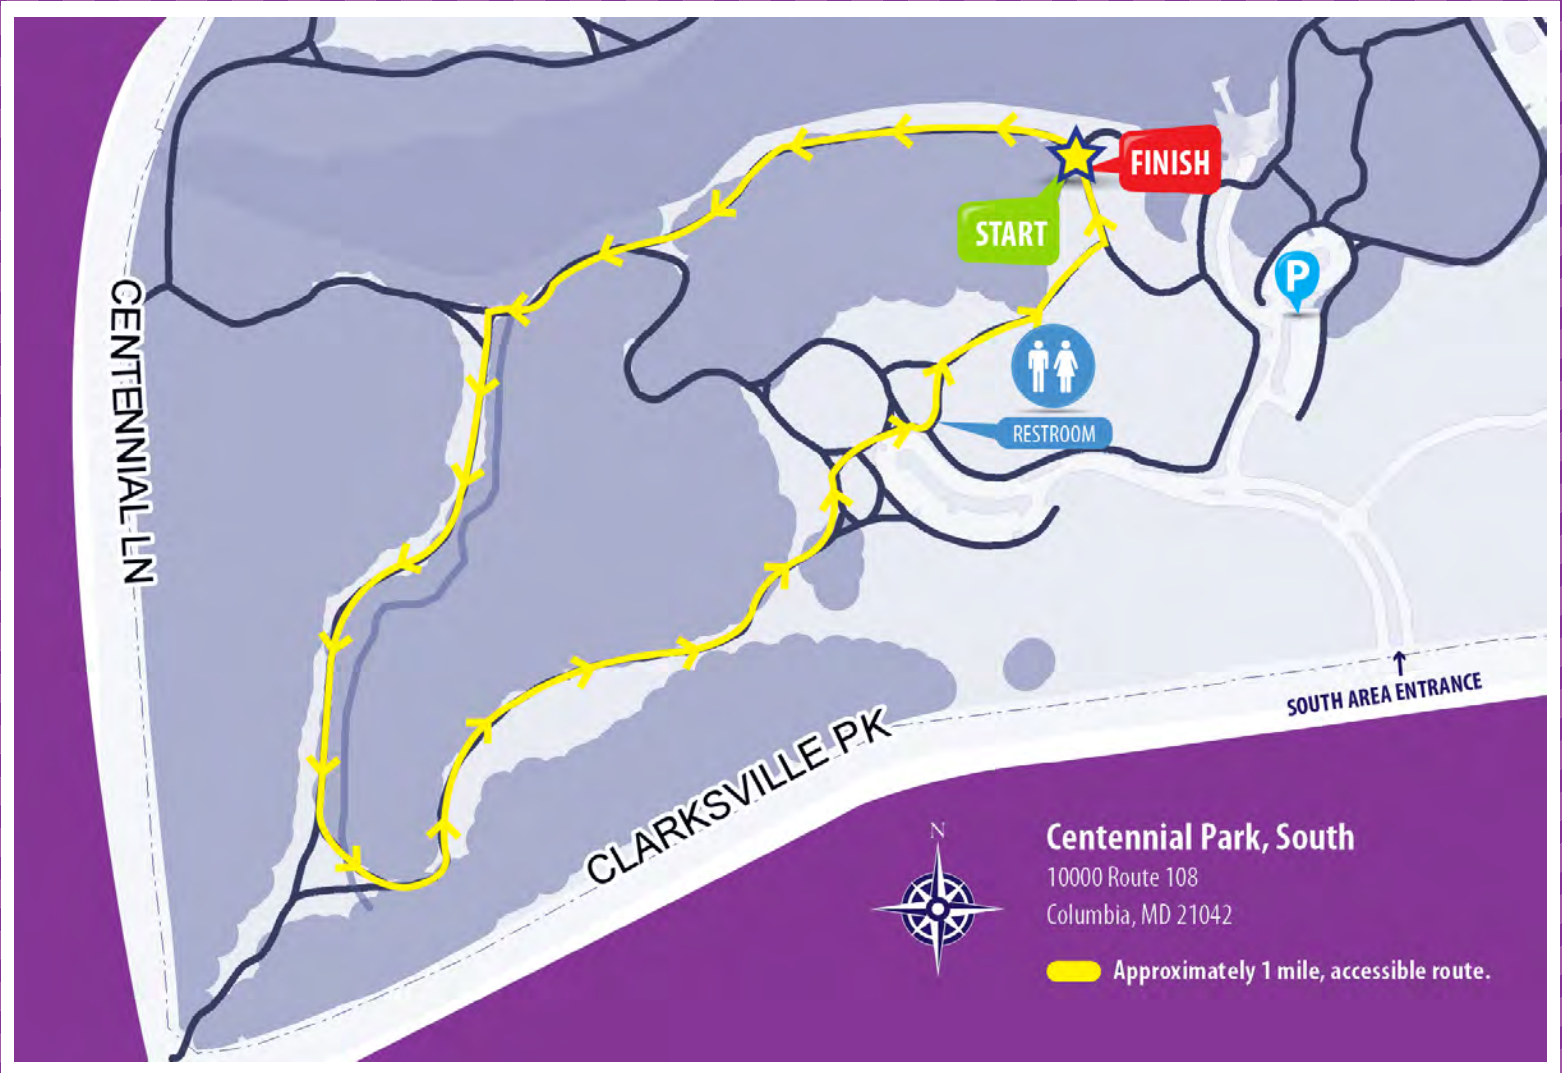 FINISH
START
P
CENTENNIAL LN
RESTROOM
SOUTH AREA ENTRANCE
CLARKSVILLE PK
N
Centennial Park, South
10000 Route 108
Columbia, MD 21042
Approximately 1 mile, accessible route.